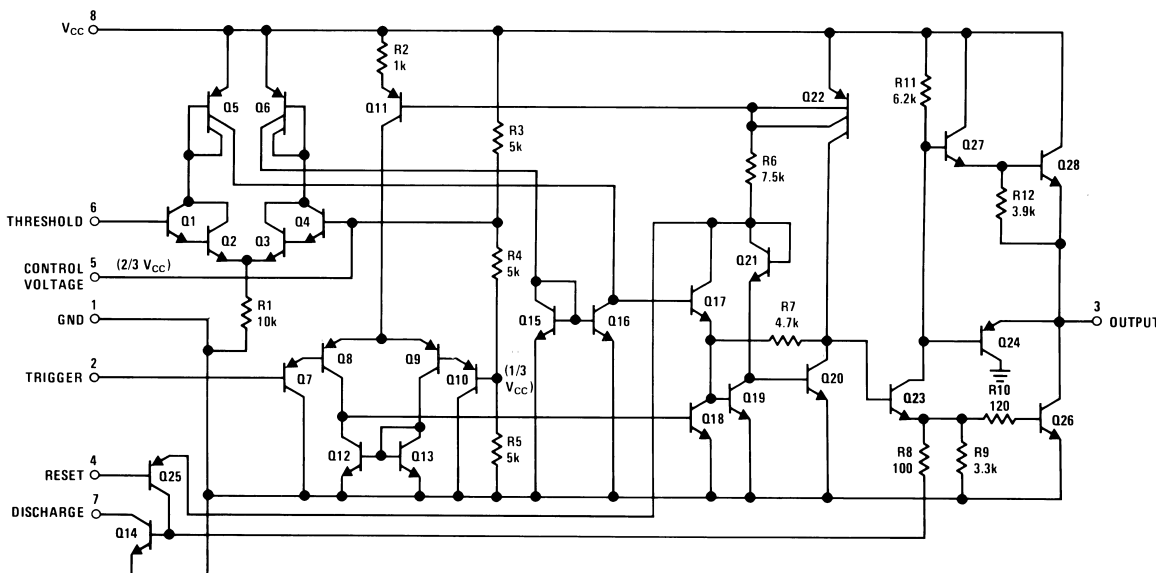 8
VCC
R2
1k
Q5
Q6
Q11
Q22
R11
6.2k
R3
5k
Q27
Q28
R6
7.5k
R12
3.9k
6
THRESHOLD
Q1
Q2
Q3
Q4
5
CONTROL
VOLTAGE
(2/3 VCC)
R4
5k
Q21
1
GND
R1
10k
Q15
Q16
Q17
R7
4.7k
3
OUTPUT
Q24
2
TRIGGER
Q7
Q8
Q9
Q10
(1/3
VCC)
Q18
Q19
Q20
Q23
R10
120
Q26
4
RESET
Q25
Q12
Q13
R5
5k
R8
100
R9
3.3k
7
DISCHARGE
Q14